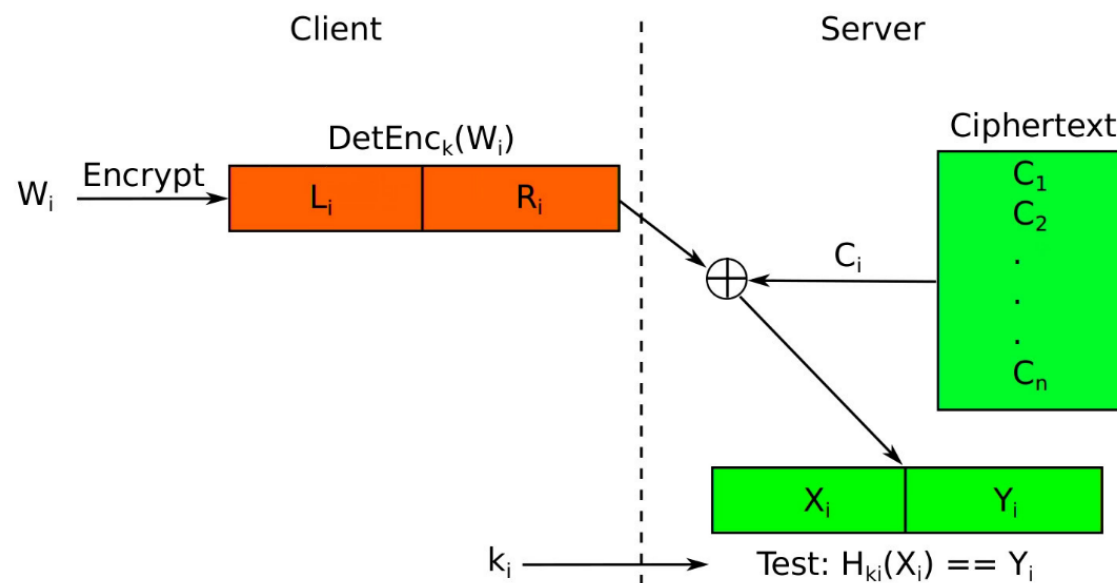 Client
Server
DetEnck(Wi)
Ciphertext
Wi
Encrypt
Li
Ri
C1
C2
.
.
.
Cn
Ci
Xi
Yi
ki
Test: Hki(Xi) == Yi